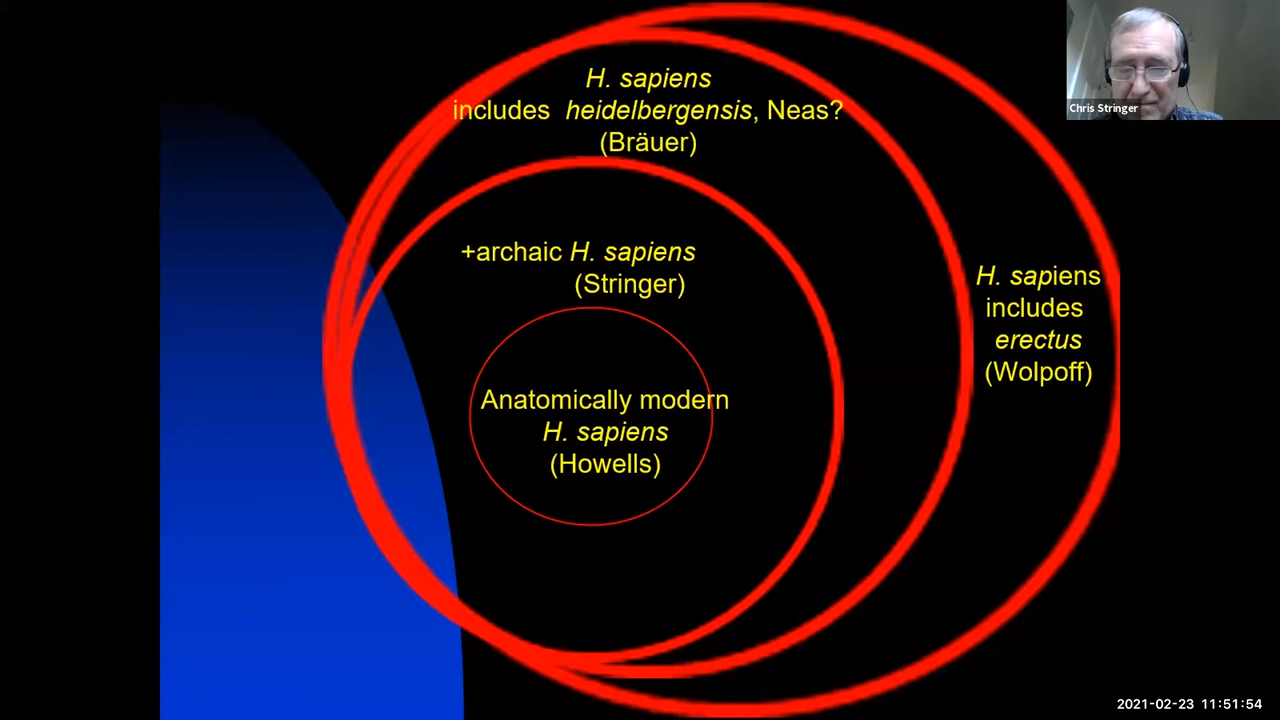 H. sapiens
includes heidelbergensis, Neas?
(Bräuer)
+archaic H. sapiens
(Stringer)
Anatomically modern
H. sapiens
(Howells)
H. sapiens
includes
erectus
(Wolpoff)
Chris Stringer
2021-02-23 11:51:54